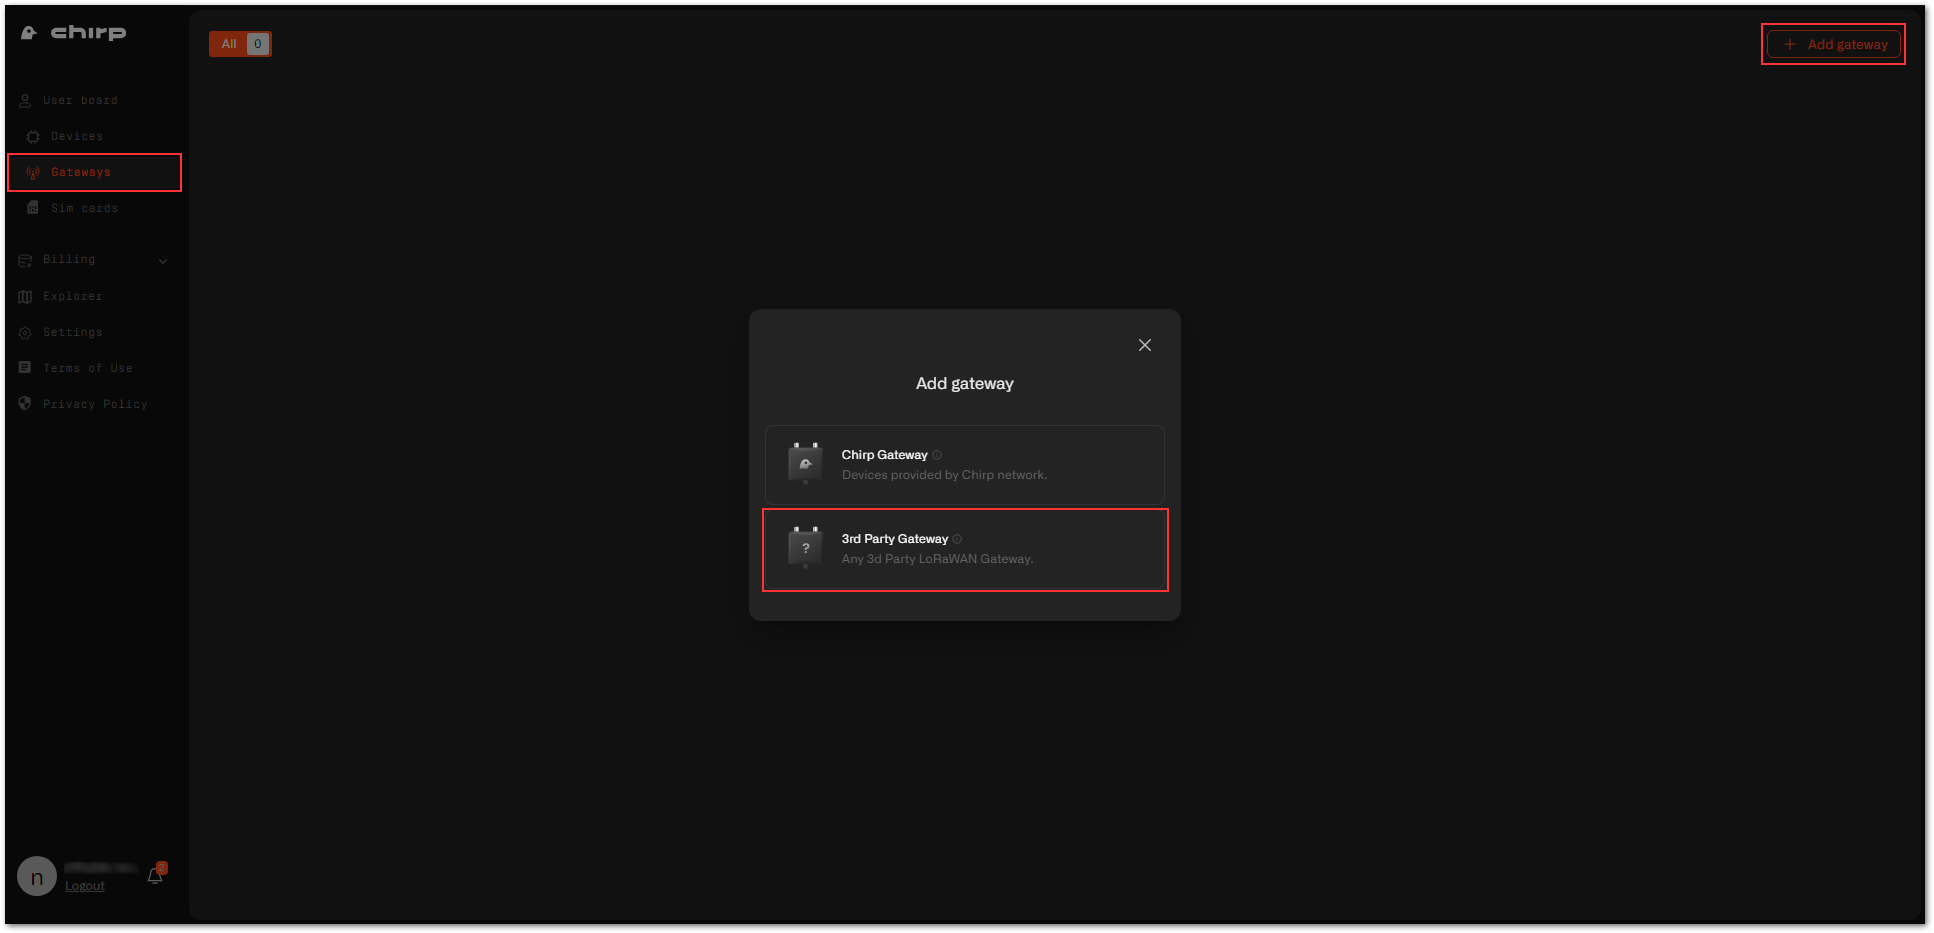 chirp
User board
Devices
Gateways
Sim cards
Billing
Explorer
Settings
Terms of Use
Privacy Policy
n
Logout
2
All 0
+ Add gateway
Add gateway
Chirp Gateway
Devices provided by Chirp network.
?
3rd Party Gateway
Any 3d Party LoRaWAN Gateway.